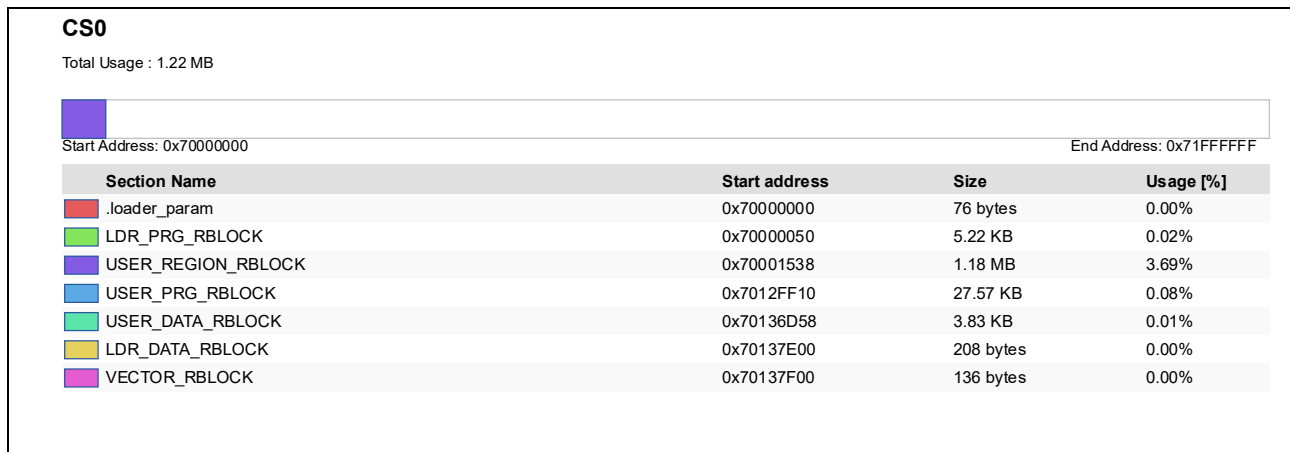 CS0
Total Usage : 1.22 MB
Start Address: 0x70000000 End Address: 0x71FFFFFF
Section Name Start address Size Usage [%]
.loader_param 0x70000000 76 bytes 0.00%
LDR_PRG_RBLOCK 0x70000050 5.22 KB 0.02%
USER_REGION_RBLOCK 0x70001538 1.18 MB 3.69%
USER_PRG_RBLOCK 0x7012FF10 27.57 KB 0.08%
USER_DATA_RBLOCK 0x70136D58 3.83 KB 0.01%
LDR_DATA_RBLOCK 0x70137E00 208 bytes 0.00%
VECTOR_RBLOCK 0x70137F00 136 bytes 0.00%